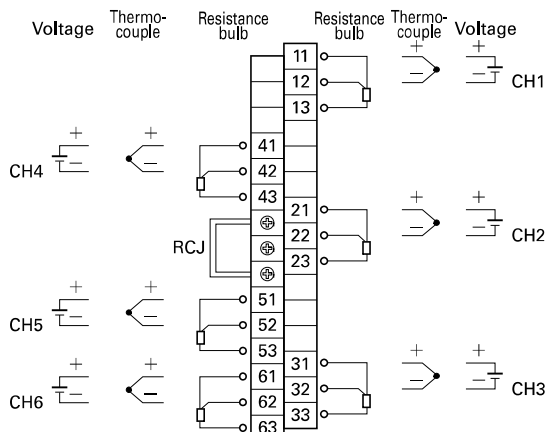 Voltage Thermo-couple Resistance bulb Resistance bulb Thermo-couple Voltage
11 + + CH1
12 − −
13
41 + +
42 − − CH4
43
21 + + CH2
22 − −
23
RCJ
51 + + CH5
52 − −
53
31 + + CH3
61 + + CH6
32 − −
62 − −
33
63